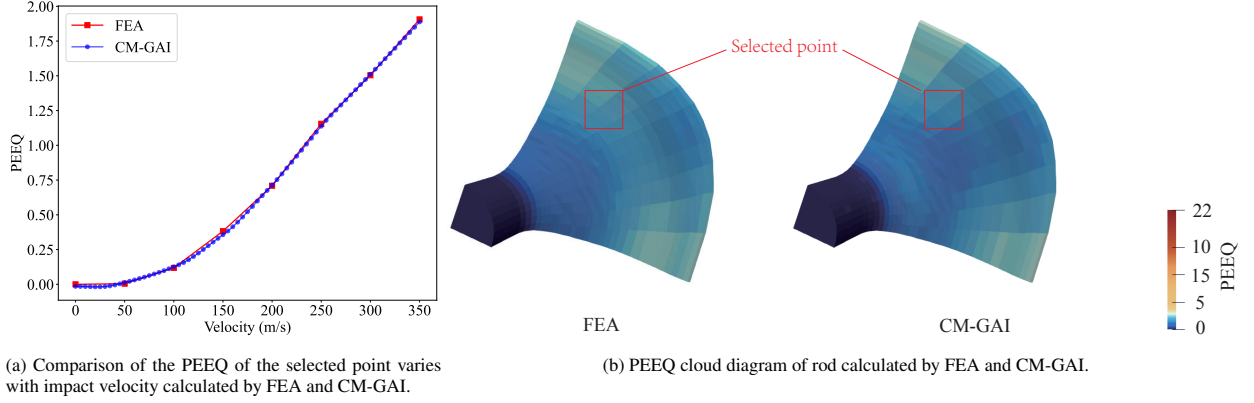 2.00
1.75
1.50
1.25
1.00
0.75
0.50
0.25
0.00
PEEQ
FEA
CM-GAI
0 50 100 150 200 250 300 350
Velocity (m/s)
Selected point
FEA
CM-GAI
22
10
15
5
0
PEEQ
(a) Comparison of the PEEQ of the selected point varies
with impact velocity calculated by FEA and CM-GAI.
(b) PEEQ cloud diagram of rod calculated by FEA and CM-GAI.